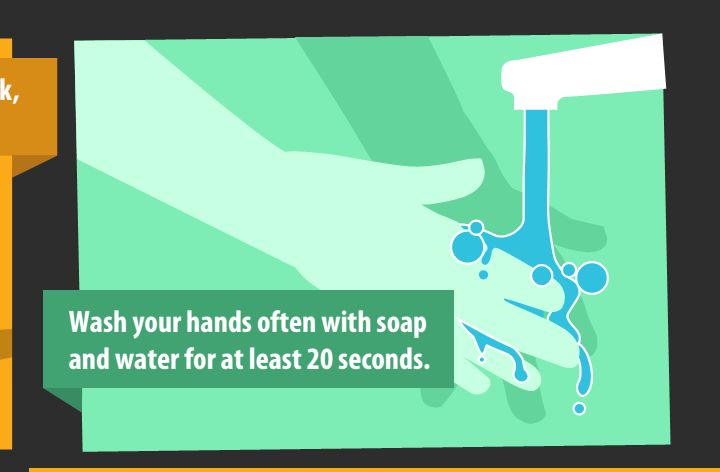 k,
Wash your hands often with soap
and water for at least 20 seconds.